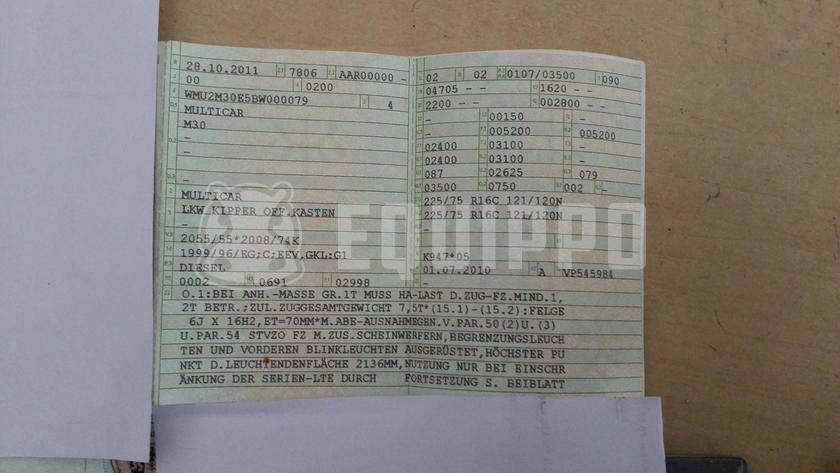 28.10.2011 7806 AAR00000 -
00 0200
WMU2M30E5BW000079 4
MULTICAR
M30
-
-
-
MULTICAR
LKW KIPPER OFF.KASTEN
-
2055/55*2008/74K
1999/96/EG;C;EEV,GKL:G1
DIESEL
0002 0691 02998
02 02 0107/03500 090
04705 - - 1620 - -
2200 - - 002800 - -
- 00150 -
- 005200 005200
02400 03100 -
02400 03100 -
087 02625 079
03500 0750 002 -
225/75 R16C 121/120N
225/75 R16C 121/120N
-
K947*05
01.07.2010 A VP545984
-
O.1:BEI ANH.-MASSE GR.1T MUSS HA-LAST D.ZUG-FZ.MIND.1,
2T BETR.;ZUL.ZUGGESAMTGEWICHT 7,5T*(15.1)-(15.2):FELGE
6J X 16H2,ET=70MM*M.ABE-AUSNAHMEGEN.V.PAR.50(2)U.(3)
U.PAR.54 STVZO FZ M.ZUS.SCHEINWERFERN,BEGRENZUNGSLEUCH
TEN UND VORDEREN BLINKLEUCHTEN AUSGERÜSTET,HÖCHSTER PU
NKT D.LEUCHTENDENFLÄCHE 2136MM,NUTZUNG NUR BEI EINSCHR
ÄNKUNG DER SERIEN-LTE DURCH FORTSETZUNG S. BEIBLATT
EQUIPPO